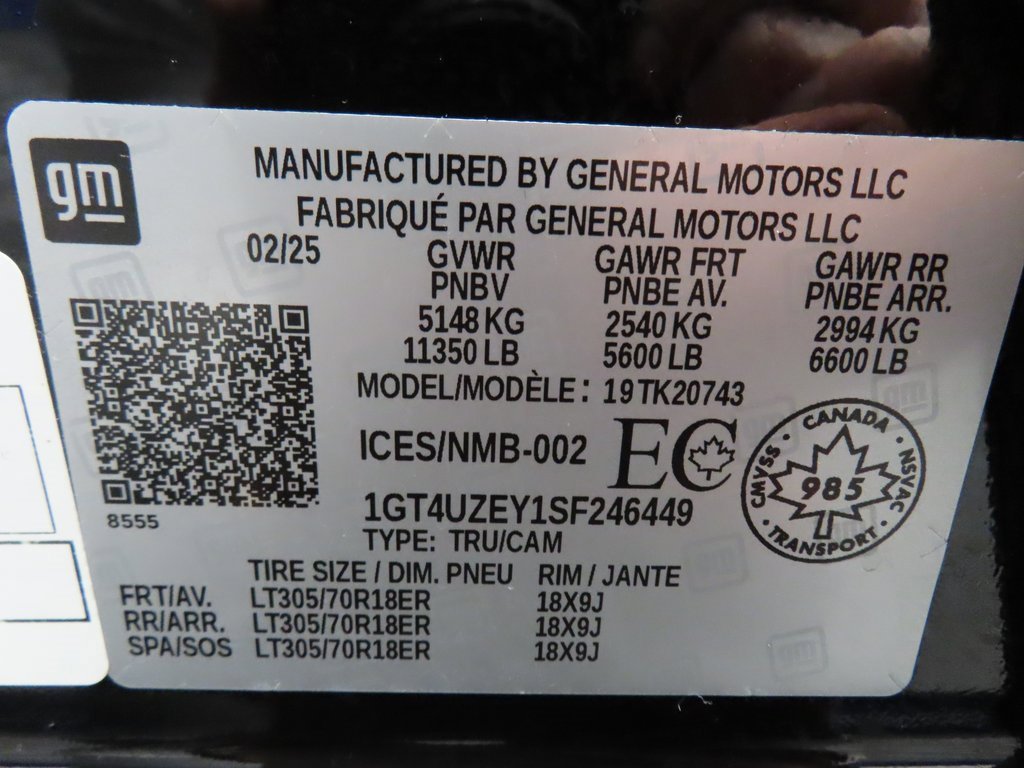 gm
MANUFACTURED BY GENERAL MOTORS LLC
FABRIQUÉ PAR GENERAL MOTORS LLC
02/25 GVWR GAWR FRT GAWR RR
PNBV PNBE AV. PNBE ARR.
5148 KG 2540 KG 2994 KG
11350 LB 5600 LB 6600 LB
MODEL/MODÈLE: 19TK20743
ICES/NMB-002 EC
CANADA
CMVSS · NSVAC
985
TRANSPORT
8555
1GT4UZEY1SF246449
TYPE: TRU/CAM
TIRE SIZE / DIM. PNEU RIM / JANTE
FRT/AV. LT305/70R18ER 18X9J
RR/ARR. LT305/70R18ER 18X9J
SPA/SOS LT305/70R18ER 18X9J